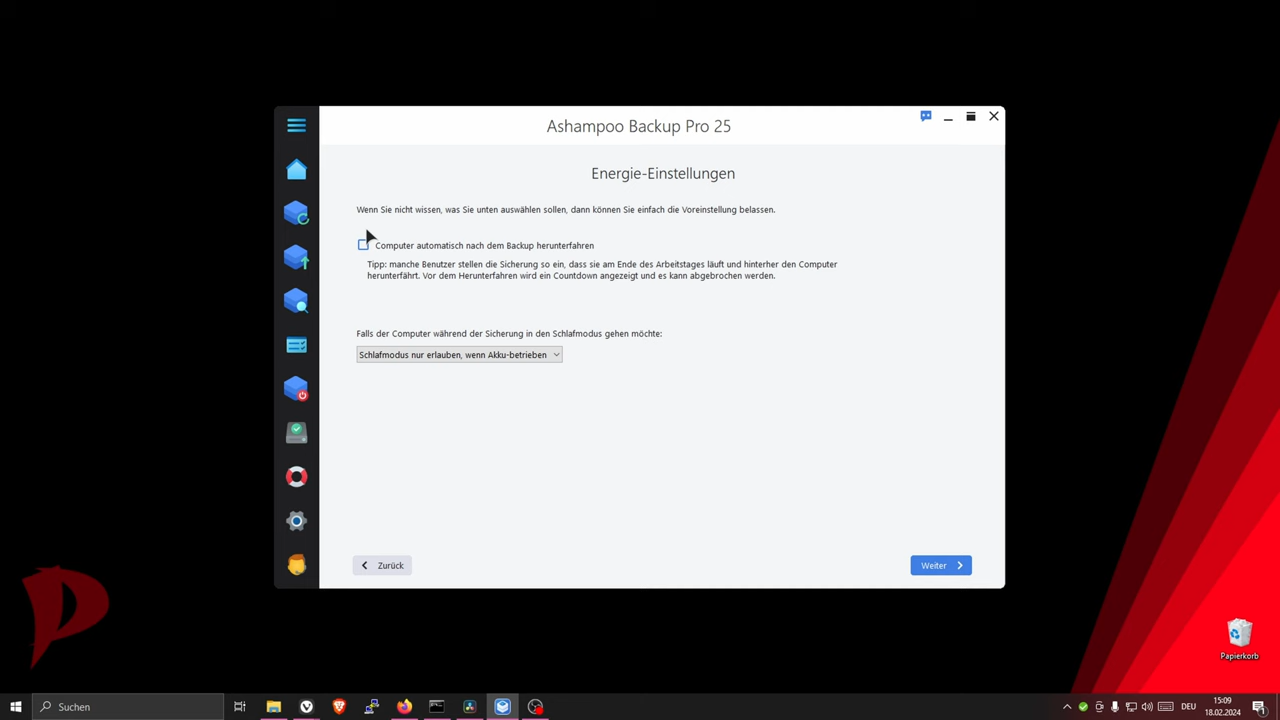 Ashampoo Backup Pro 25
Energie-Einstellungen
Wenn Sie nicht wissen, was Sie unten auswählen sollen, dann können Sie einfach die Voreinstellung belassen.
Computer automatisch nach dem Backup herunterfahren
Tipp: manche Benutzer stellen die Sicherung so ein, dass sie am Ende des Arbeitstages läuft und hinterher den Computer
herunterfährt. Vor dem Herunterfahren wird ein Countdown angezeigt und es kann abgebrochen werden.
Falls der Computer während der Sicherung in den Schlafmodus gehen möchte:
Schlafmodus nur erlauben, wenn Akku-betrieben
Zurück
Weiter
Papierkorb
Suchen
DEU
15:09
18.02.2024
1